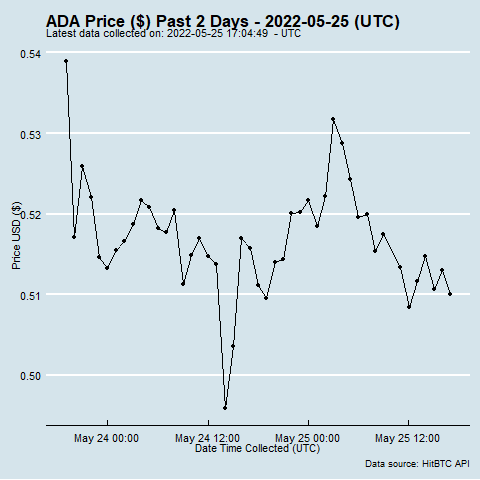 ADA Price ($) Past 2 Days - 2022-05-25 (UTC)
Latest data collected on: 2022-05-25 17:04:49 - UTC
0.54
0.53
0.52
0.51
0.50
Price USD ($)
May 24 00:00 May 24 12:00 May 25 00:00 May 25 12:00
Date Time Collected (UTC)
Data source: HitBTC API